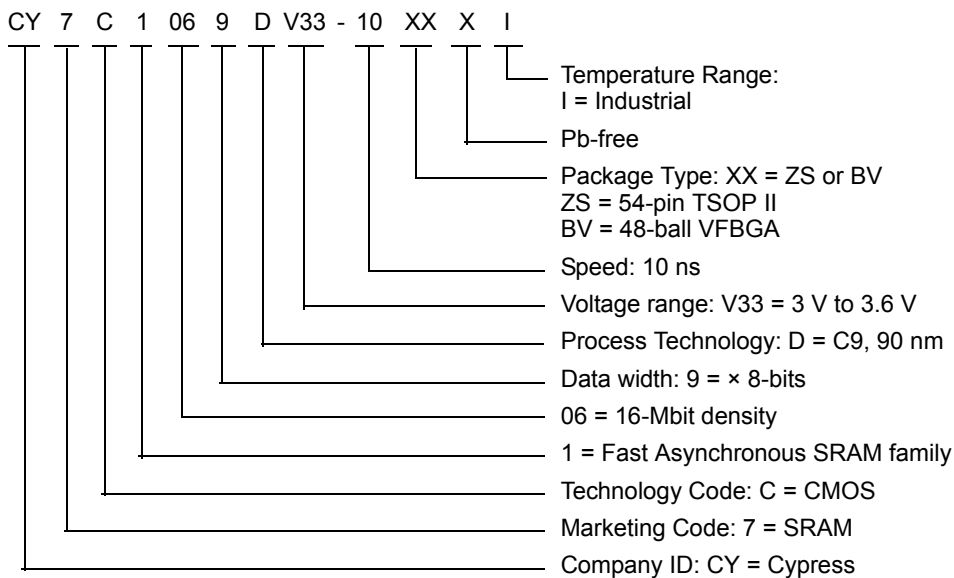 CY 7 C 1 06 9 D V33 - 10 XX X I
Temperature Range:
I = Industrial
Pb-free
Package Type: XX = ZS or BV
ZS = 54-pin TSOP II
BV = 48-ball VFBGA
Speed: 10 ns
Voltage range: V33 = 3 V to 3.6 V
Process Technology: D = C9, 90 nm
Data width: 9 = × 8-bits
06 = 16-Mbit density
1 = Fast Asynchronous SRAM family
Technology Code: C = CMOS
Marketing Code: 7 = SRAM
Company ID: CY = Cypress